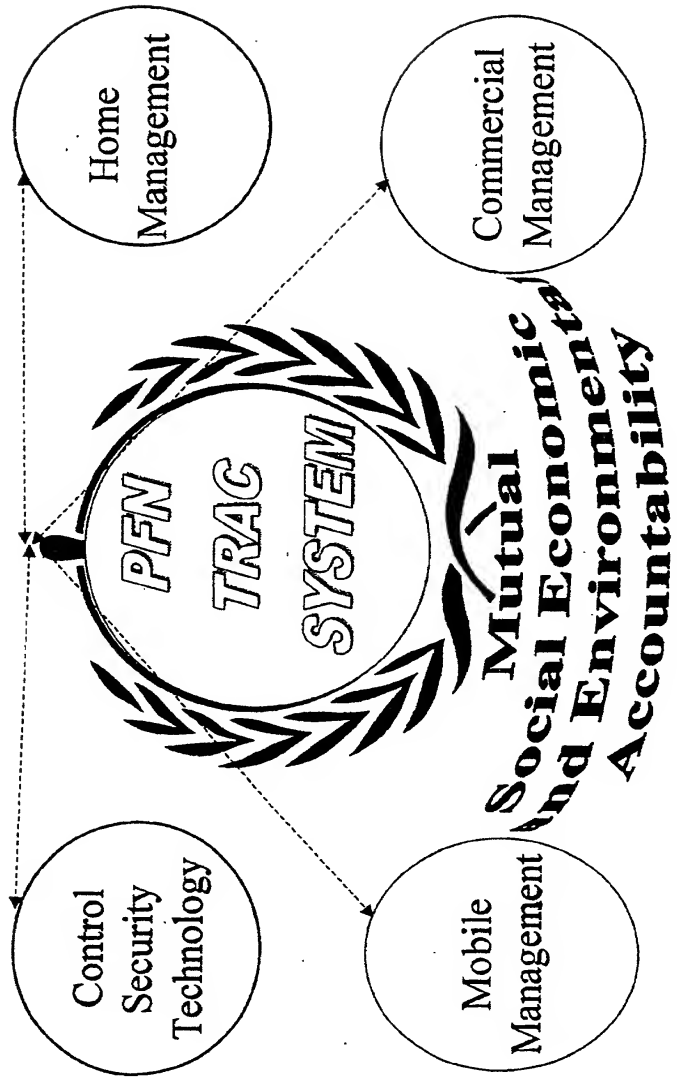 Control
Security
Technology
Home
Management
PFN
TRAC
SYSTEM
Mobile
Management
Commercial
Management
Mutual
Social Economic
And Environmental
Accountability